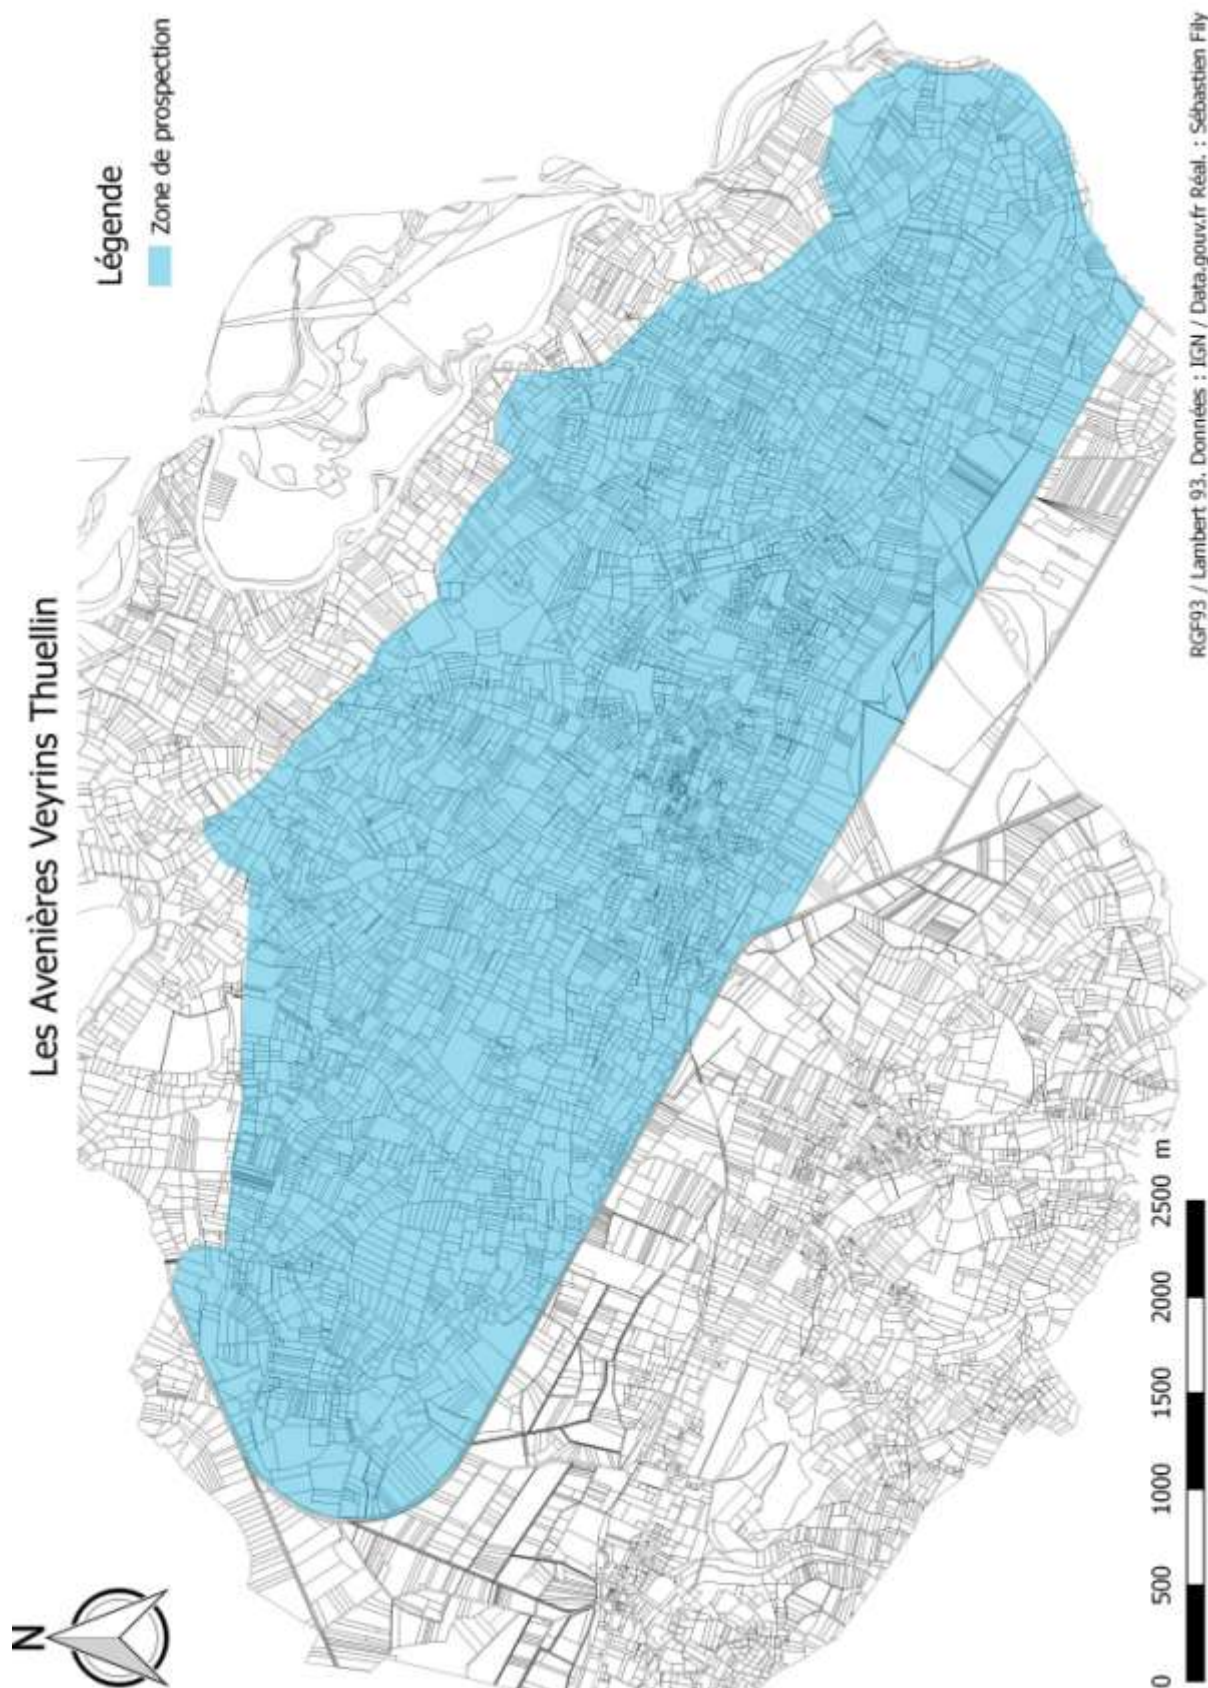 Les Avenières Veyrins Thuellin
N
Légende
Zone de prospection
0 500 1000 1500 2000 2500 m
RGF93 / Lambert 93. Données : IGN / Data.gouv.fr Réal. : Sébastien Fily